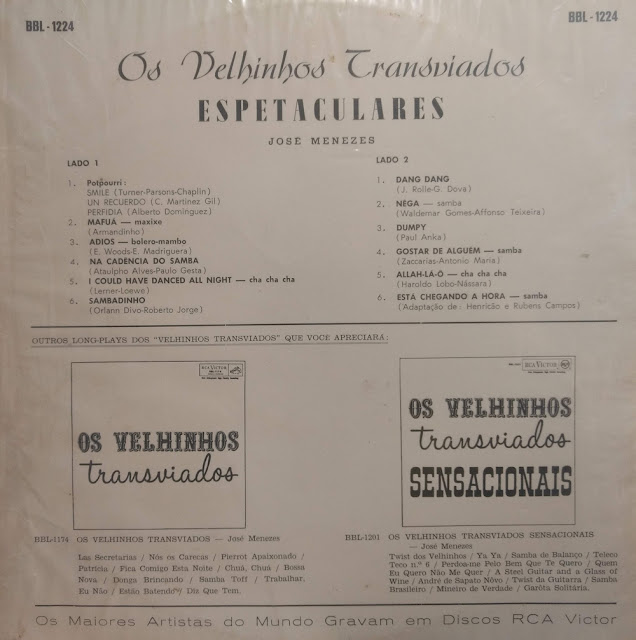 BBL - 1224
BBL - 1224
Os Velhinhos Transviados
ESPETACULARES
JOSÉ MENEZES
LADO 1
1. Potpourri:
SMILE (Turner-Parsons-Chaplin)
UN RECUERDO (C. Martinez Gil)
PERFIDIA (Alberto Dominguez)
2. MAFUÁ — maxixe
(Armandinho)
3. ADIOS — bolero-mambo
(E. Woods-E. Madriguera)
4. NA CADÊNCIA DO SAMBA
(Ataulpho Alves-Paulo Gesta)
5. I COULD HAVE DANCED ALL NIGHT — cha cha cha
(Lerner-Loewe)
6. SAMBADINHO
(Orlann Divo-Roberto Jorge)
LADO 2
1. DANG DANG
(J. Rolle-G. Dova)
2. NÊGA — samba
(Waldemar Gomes-Affonso Teixeira)
3. DUMPY
(Paul Anka)
4. GOSTAR DE ALGUÉM — samba
(Zaccarias-Antonio Maria)
5. ALLAH-LÁ-Ô — cha cha cha
(Haroldo Lobo-Nássara)
6. ESTÁ CHEGANDO A HORA — samba
(Adaptação de: Henricão e Rubens Campos)
OUTROS LONG-PLAYS DOS "VELHINHOS TRANSVIADOS" QUE VOCÊ APRECIARÁ:
RCA VICTOR
OS VELHINHOS
transviados
RCA VICTOR
OS VELHINHOS
transviados
SENSACIONAIS
BBL-1174 OS VELHINHOS TRANSVIADOS — José Menezes
Las Secretarias / Nós os Carecas / Pierrot Apaixonado /
Patricia / Fica Comigo Esta Noite / Chuá, Chuá / Bossa
Nova / Denga Brincando / Samba Toff / Trabalhar,
Eu Não / Estão Batendo / Diz Que Tem.
BBL-1201 OS VELHINHOS TRANSVIADOS SENSACIONAIS
— José Menezes
Twist dos Velhinhos / Ya Ya / Samba de Balanço / Teleco
Teco n.º 6 / Perdoa-me Pelo Bem Que Te Quero / Quem
Eu Quero Não Me Quer / A Steel Guitar and a Glass of
Wine / André de Sapato Nôvo / Twist da Guitarra / Samba
Brasileiro / Mineiro de Verdade / Garôta Solitária.
Os Maiores Artistas do Mundo Gravam em Discos RCA Victor